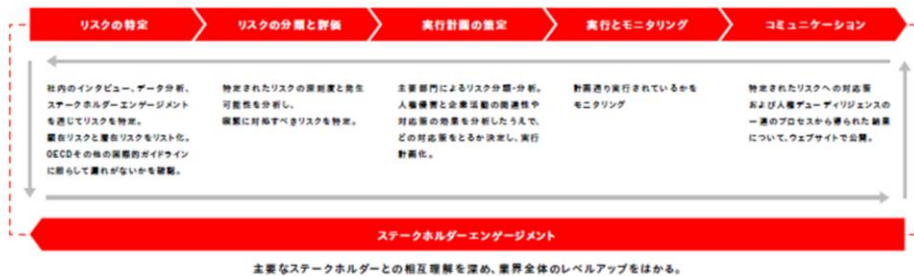 リスクの特定
リスクの分類と評価
実行計画の策定
実行とモニタリング
コミュニケーション
社内のインタビュー、データ分析、
ステークホルダーエンゲージメント
を通じてリスクを特定。
顕在リスクと潜在リスクをリスト化。
OECDその他の国際的ガイドライン
に照らして漏れがないかを確認。
特定されたリスクの深刻度と発生
可能性を分析し、
喫緊に対処すべきリスクを特定。
主要部門によるリスク分類・分析。
人権侵害と企業活動の関連性や
対応策の効果を分析したうえで、
どの対応策をとるか決定し、実行
計画化。
計画通り実行されているかを
モニタリング
特定されたリスクへの対応策
および人権デューディリジェンスの
一連のプロセスから得られた結果
について、ウェブサイトで公開。
ステークホルダーエンゲージメント
主要なステークホルダーとの相互理解を深め、業界全体のレベルアップをはかる。